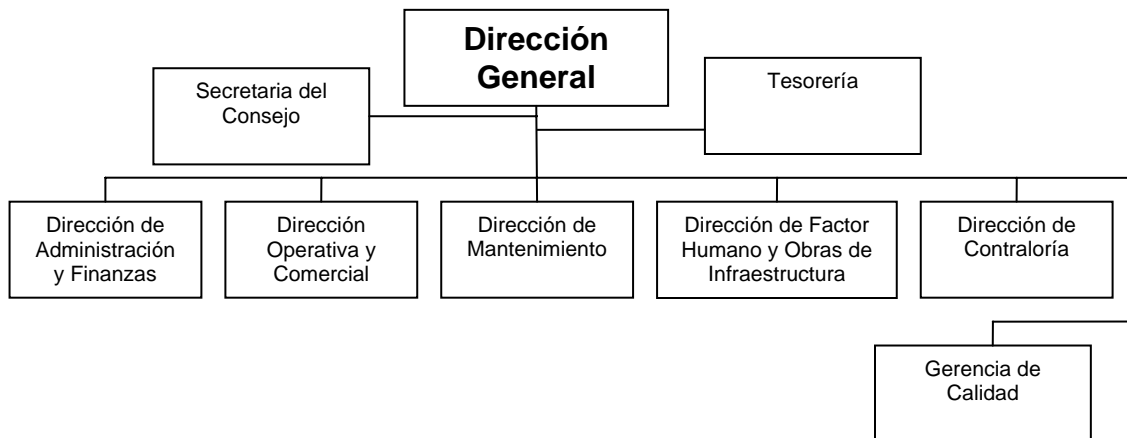 Dirección
General
Secretaria del
Consejo
Tesorería
Dirección de
Administración
y Finanzas
Dirección
Operativa y
Comercial
Dirección de
Mantenimiento
Dirección de Factor
Humano y Obras de
Infraestructura
Dirección de
Contraloría
Gerencia de
Calidad